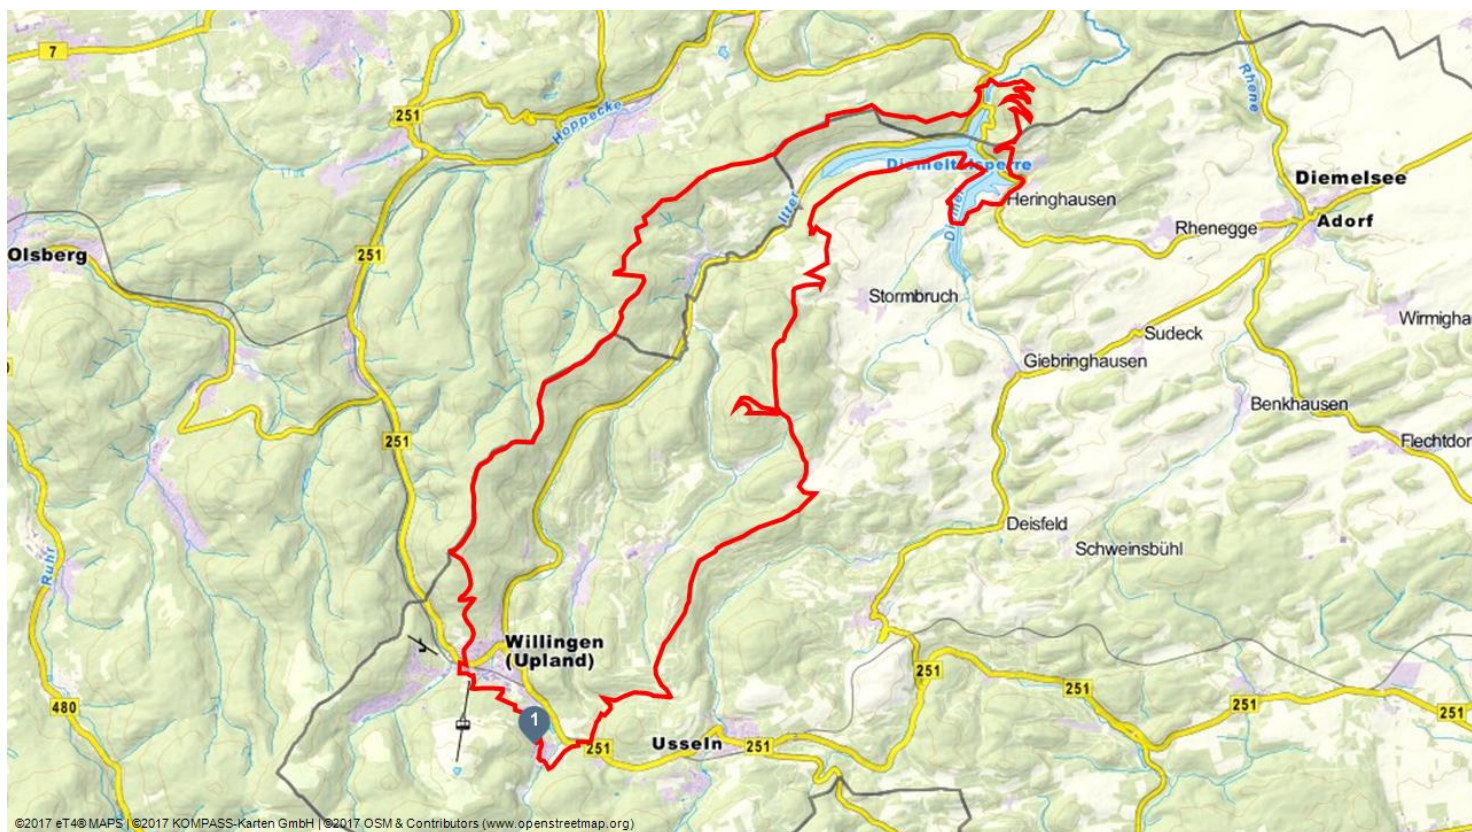 7
251
Hoppecke
Rhene
Diemeltalsperre
Diemelsee
Adorf
Itter
Heringhausen
Rhenegge
251
Olsberg
Stormbruch
Wirmigha
Sudeck
Giebringhausen
Benkhausen
251
Flechtdor
Deisfeld
Schweinsbühl
Ruhr
Willingen
(Upland)
251
251
480
251
251
1
251
Usseln
251
©2017 eT4® MAPS | ©2017 KOMPASS-Karten GmbH | ©2017 OSM & Contributors (www.openstreetmap.org)